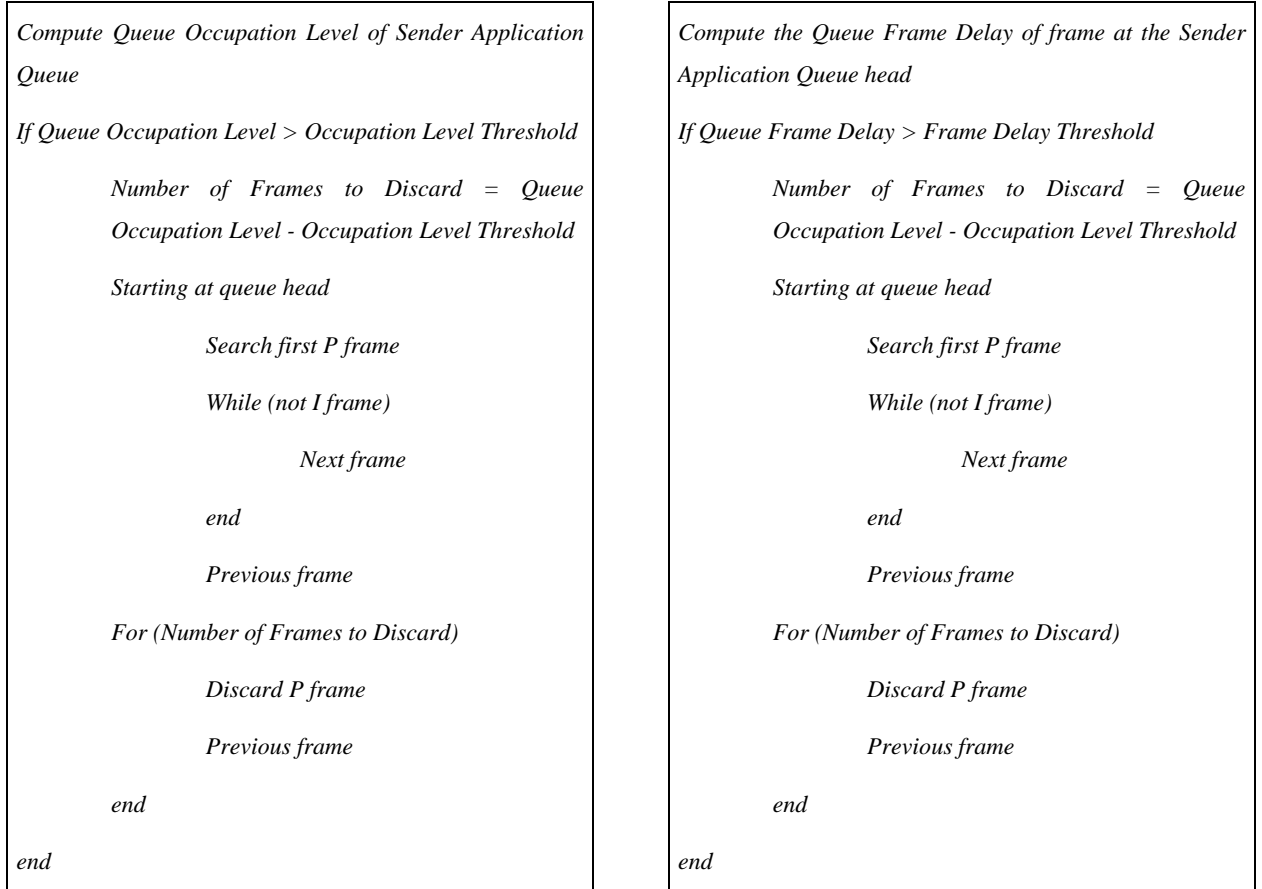 Compute Queue Occupation Level of Sender Application
Queue
If Queue Occupation Level > Occupation Level Threshold
Number of Frames to Discard = Queue
Occupation Level - Occupation Level Threshold
Starting at queue head
Search first P frame
While (not I frame)
Next frame
end
Previous frame
For (Number of Frames to Discard)
Discard P frame
Previous frame
end
end
Compute the Queue Frame Delay of frame at the Sender
Application Queue head
If Queue Frame Delay > Frame Delay Threshold
Number of Frames to Discard = Queue
Occupation Level - Occupation Level Threshold
Starting at queue head
Search first P frame
While (not I frame)
Next frame
end
Previous frame
For (Number of Frames to Discard)
Discard P frame
Previous frame
end
end